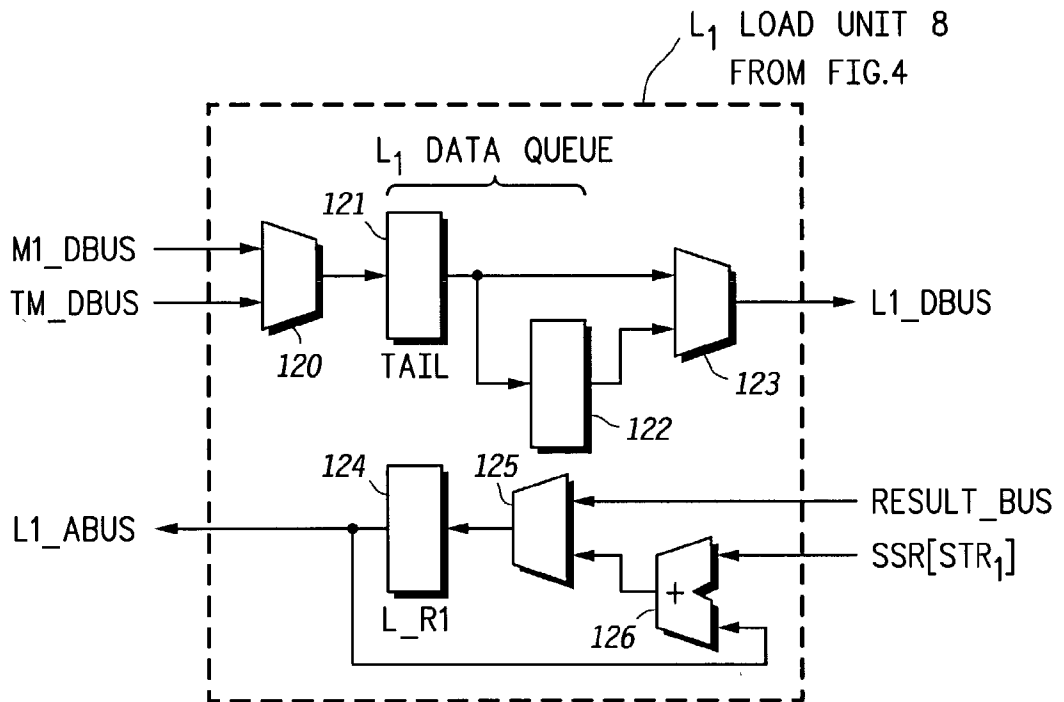 L1 LOAD UNIT 8
FROM FIG.4
L1 DATA QUEUE
121
M1_DBUS
TM_DBUS
L1_DBUS
120
TAIL
123
122
124
125
RESULT_BUS
L1_ABUS
SSR[STR1]
L_R1
126